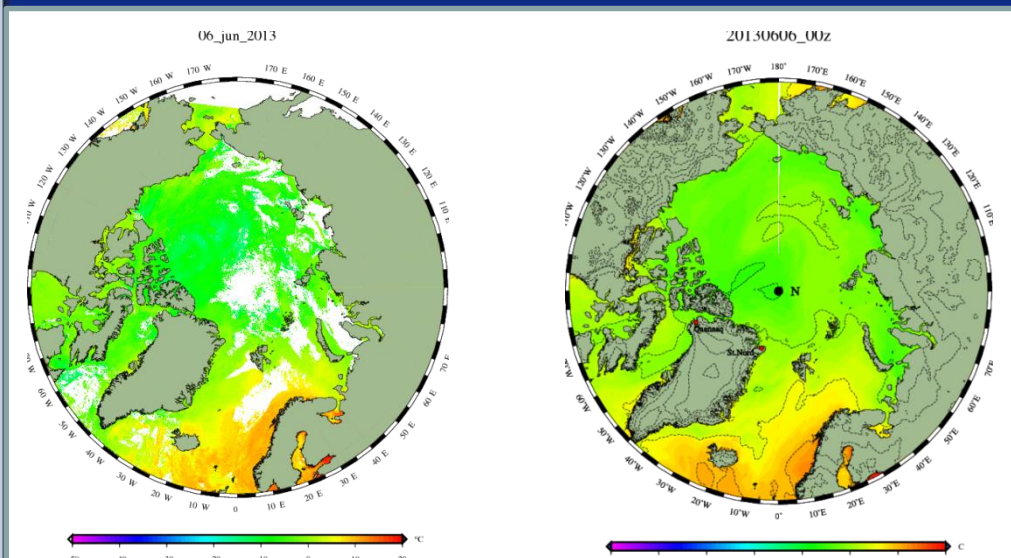 06_jun_2013
170 W
170 E
160 W
160 E
150 W
150 E
140 W
140 E
130 W
130 E
120 W
120 E
110 E
70 E
60 W
60 E
50 W
50 E
40 W
40 E
30 W
30 E
20 W
20 E
10 W
10 E
0
°C
20130606_00z
180°
170°W
170°E
160°W
160°E
150°W
150°E
140°W
140°E
130°W
130°E
120°W
120°E
110°E
N
Quannaq
St.Nord
70°E
60°W
60°E
50°W
50°E
40°W
40°E
30°W
30°E
20°W
20°E
10°W
10°E
0°
C